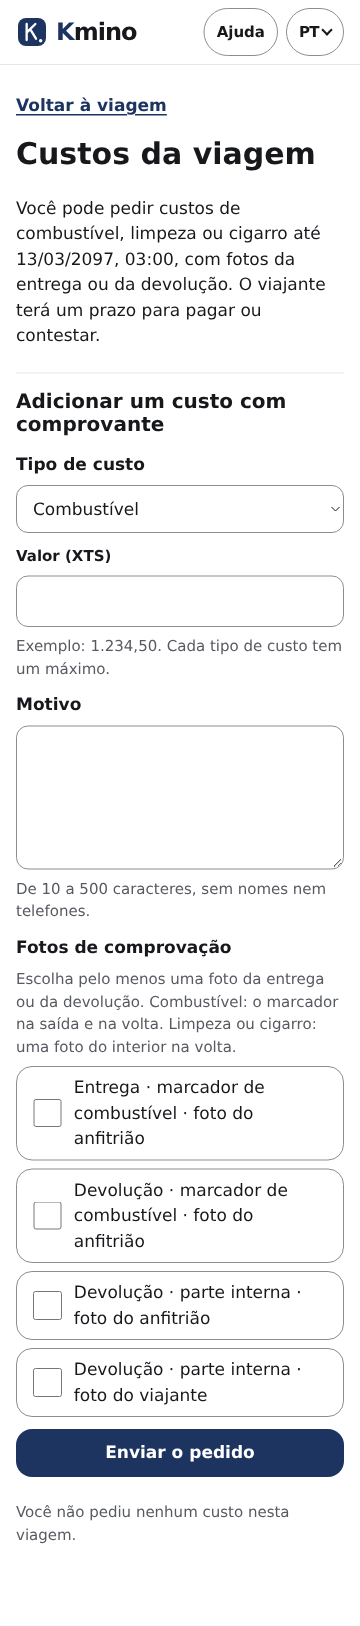 K. Kmino
Ajuda
PT
Voltar à viagem
Custos da viagem
Você pode pedir custos de
combustível, limpeza ou cigarro até
13/03/2097, 03:00, com fotos da
entrega ou da devolução. O viajante
terá um prazo para pagar ou
contestar.
Adicionar um custo com
comprovante
Tipo de custo
Combustível
Valor (XTS)
Exemplo: 1.234,50. Cada tipo de custo tem
um máximo.
Motivo
De 10 a 500 caracteres, sem nomes nem
telefones.
Fotos de comprovação
Escolha pelo menos uma foto da entrega
ou da devolução. Combustível: o marcador
na saída e na volta. Limpeza ou cigarro:
uma foto do interior na volta.
Entrega · marcador de
combustível · foto do
anfitrião
Devolução · marcador de
combustível · foto do
anfitrião
Devolução · parte interna ·
foto do anfitrião
Devolução · parte interna ·
foto do viajante
Enviar o pedido
Você não pediu nenhum custo nesta
viagem.